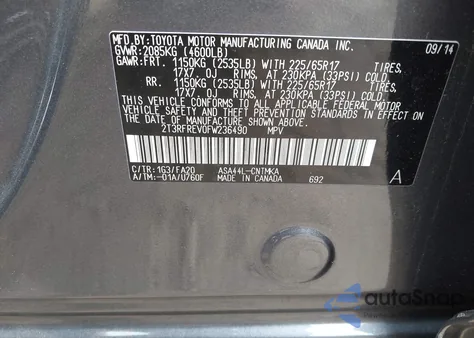 MFD.BY: TOYOTA MOTOR MANUFACTURING CANADA INC.
GVWR: 2085KG (4600LB) 09/14
GAWR: FRT. 1150KG (2535LB) WITH 225/65R17 TIRES,
17X7.0J RIMS, AT 230KPA (33PSI) COLD
RR. 1150KG (2535LB) WITH 225/65R17 TIRES,
17X7.0J RIMS, AT 230KPA (33PSI) COLD
THIS VEHICLE CONFORMS TO ALL APPLICABLE FEDERAL MOTOR
VEHICLE SAFETY AND THEFT PREVENTION STANDARDS IN EFFECT ON
THE DATE OF MANUFACTURE SHOWN ABOVE.
2T3RFREV0FW236490 MPV
C/TR: 1G3/FA20 ASA44L-CNTMKA
A/TM: -01A/U760F MADE IN CANADA 692 A
autoSnap